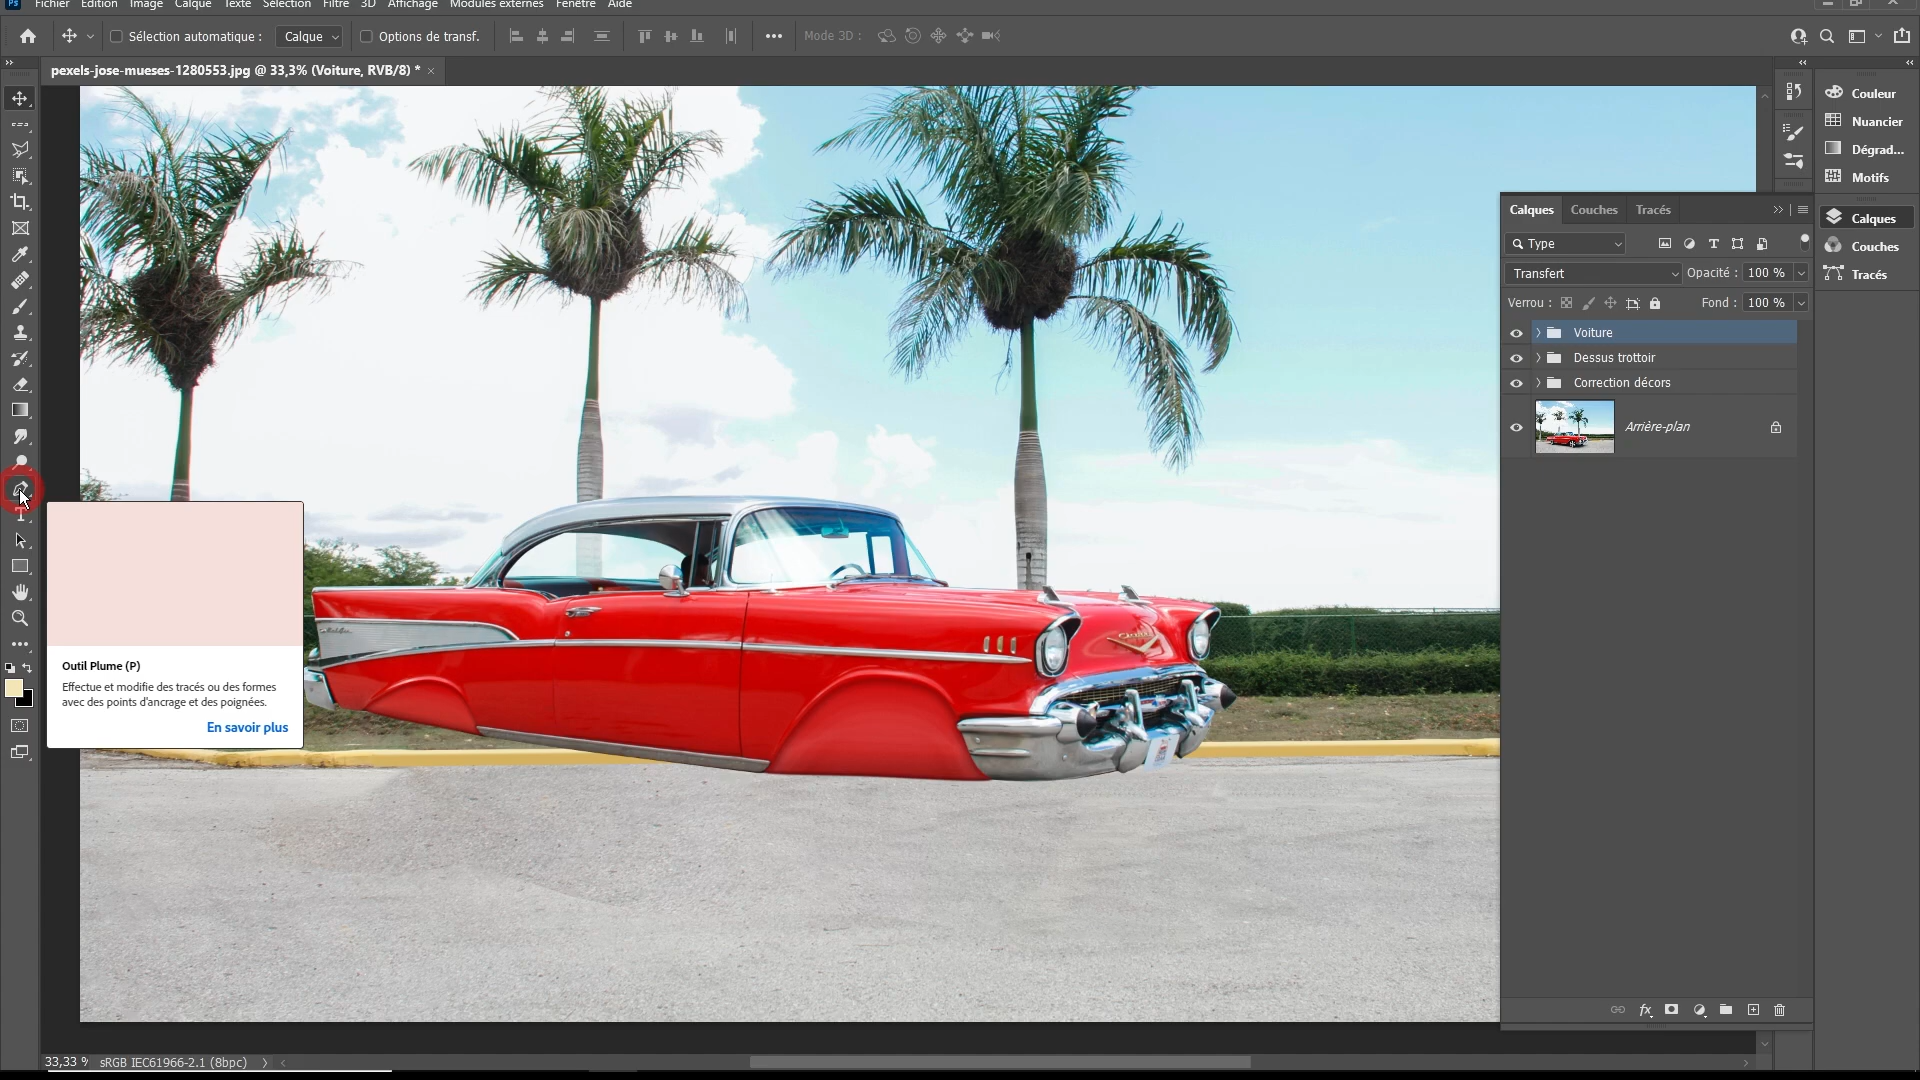 Ps Fichier Edition Image Calque Texte Sélection Filtre 3D Affichage Modules externes Fenêtre Aide
Sélection automatique : Calque Options de transf. Mode 3D :
pexels-jose-mueses-1280553.jpg @ 33,3% (Voiture, RVB/8) * ×
Couleur
Nuancier
Dégrad...
Motifs
Calques
Couches
Tracés
Calques Couches Tracés
Type
Transfert Opacité : 100 %
Verrou : Fond : 100 %
Voiture
Dessus trottoir
Correction décors
Arrière-plan
fx
Outil Plume (P)
Effectue et modifie des tracés ou des formes
avec des points d'ancrage et des poignées.
En savoir plus
33,33 % sRGB IEC61966-2.1 (8bpc)